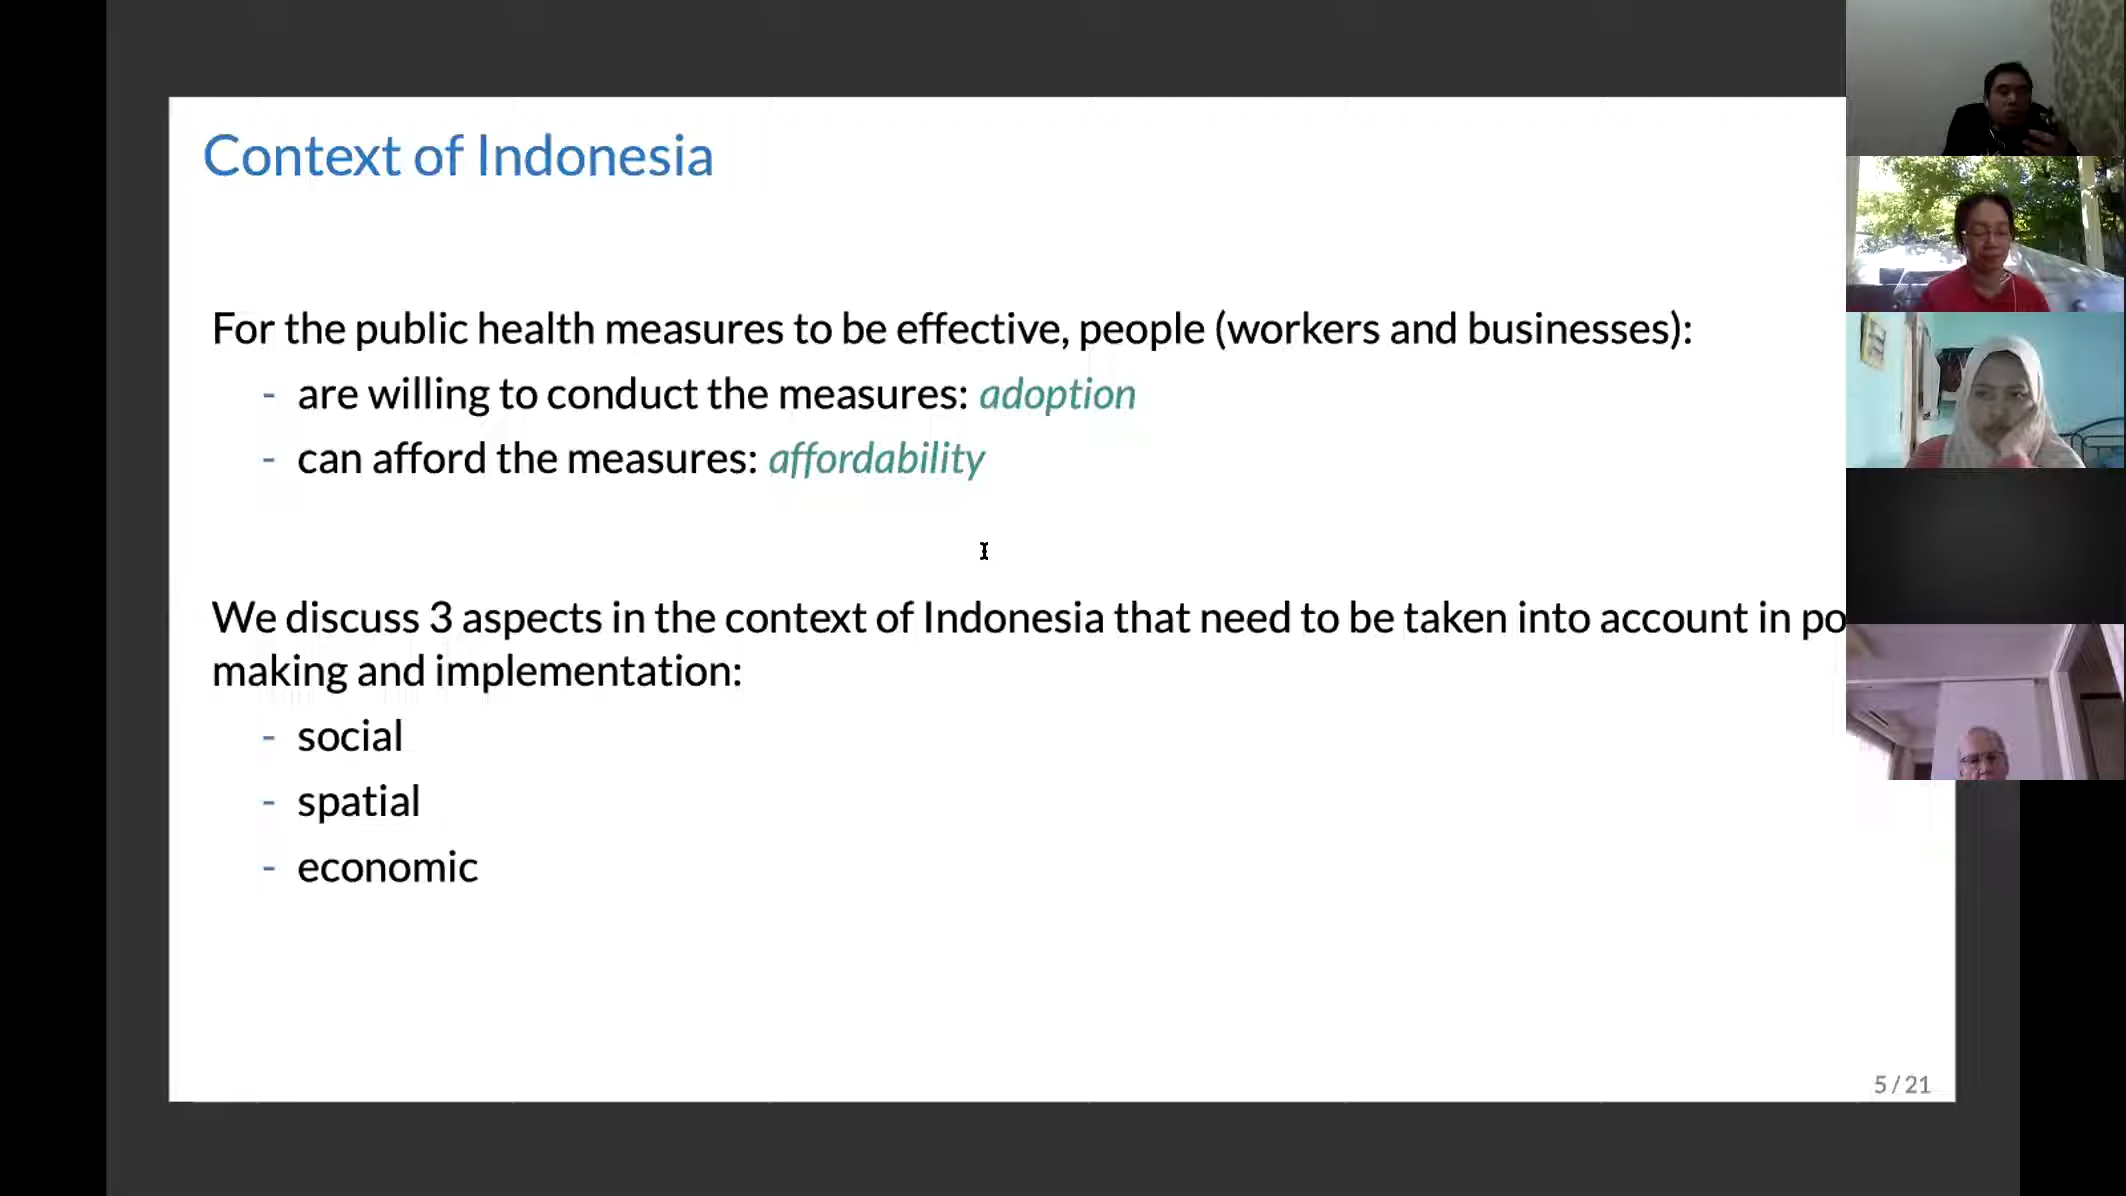 Context of Indonesia
For the public health measures to be effective, people (workers and businesses):
- are willing to conduct the measures: adoption
- can afford the measures: affordability
We discuss 3 aspects in the context of Indonesia that need to be taken into account in po
making and implementation:
- social
- spatial
- economic
5 / 21